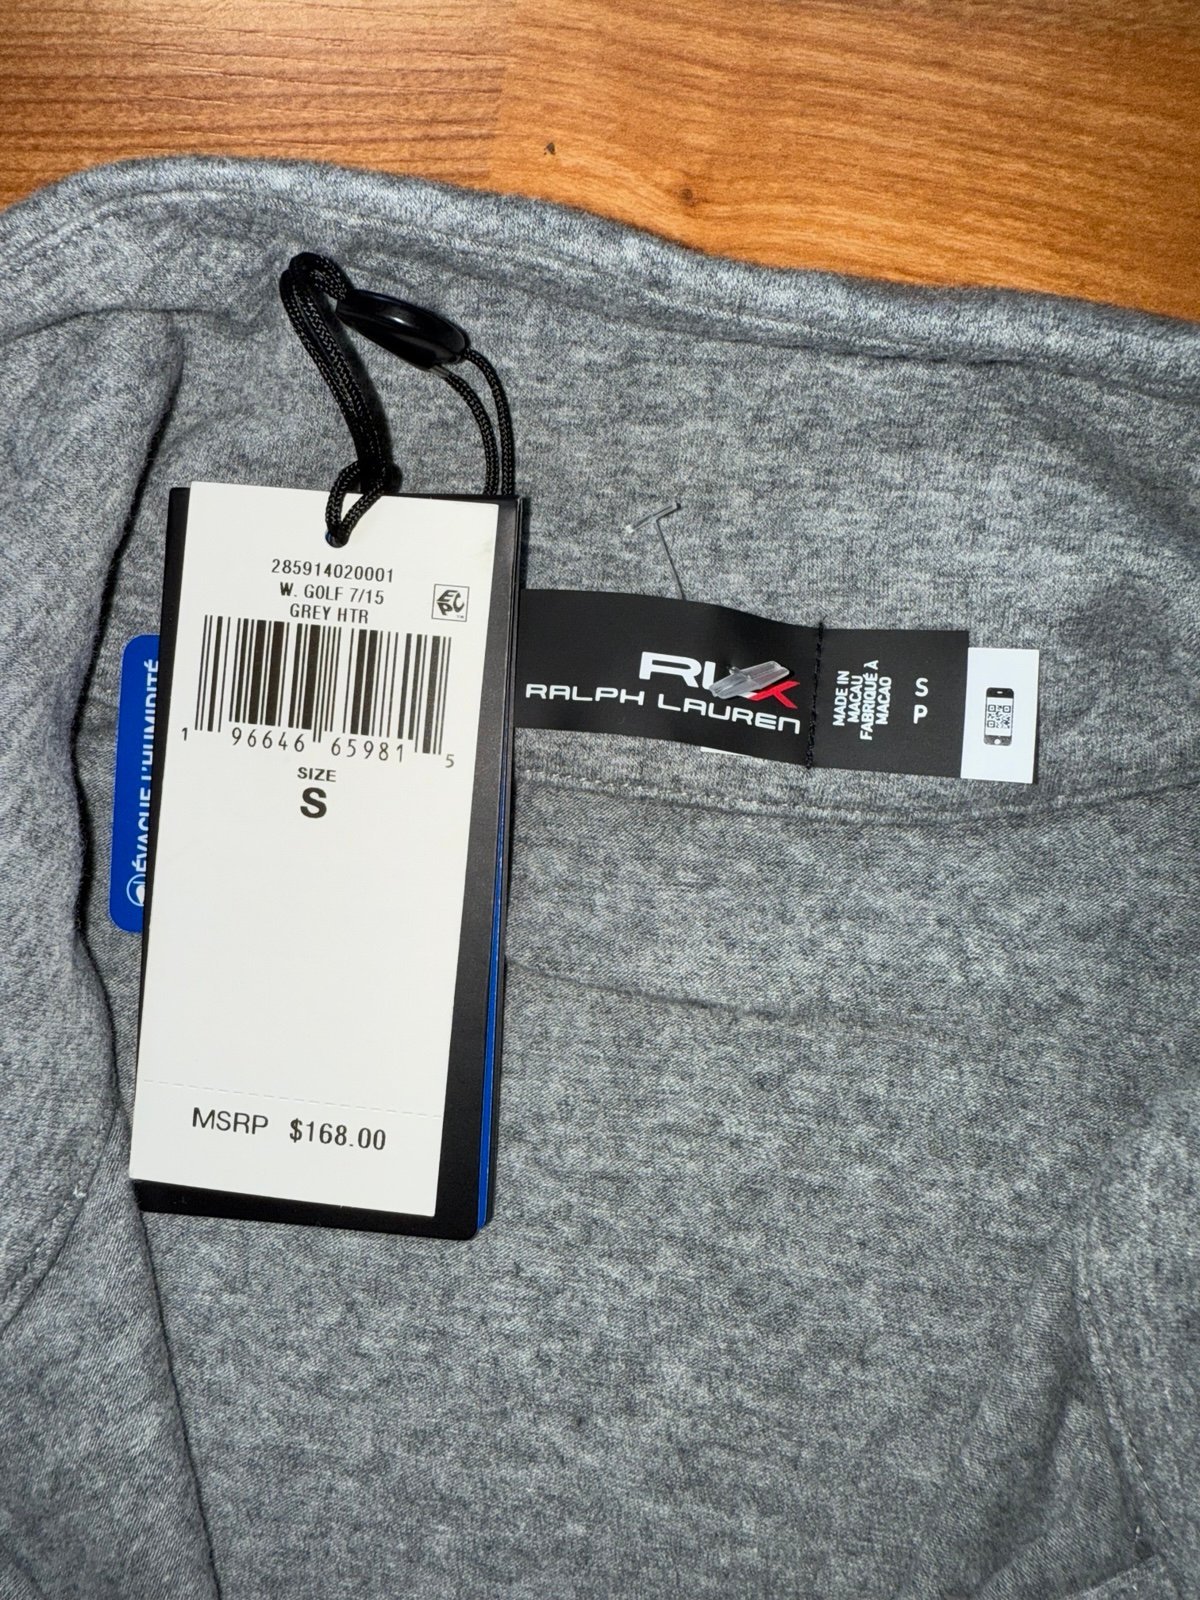 285914020001
W. GOLF 7/15
GREY HTR
EPC
1 96646 65981 5
SIZE
S
MSRP $168.00
ÉVACUE L'HUMIDITÉ
RLX
RALPH LAUREN
MADE IN
MACAU
FABRIQUÉ À
MACAO
S
P